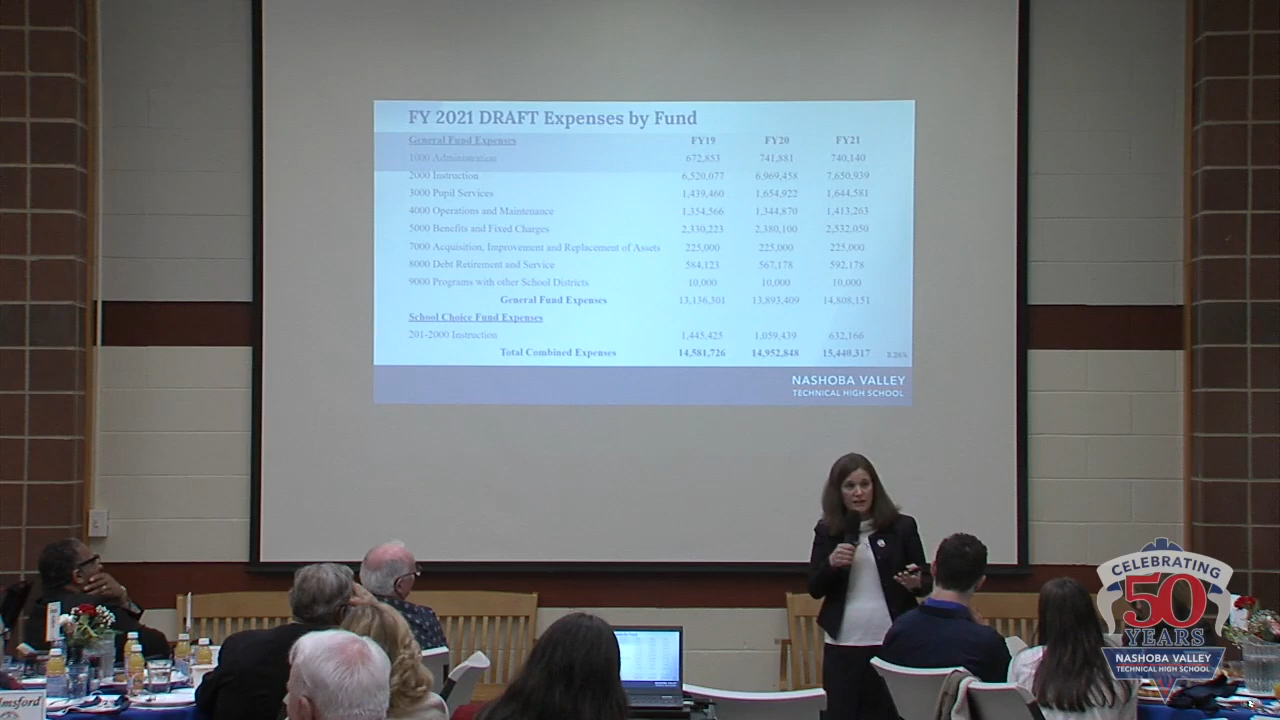 FY 2021 DRAFT Expenses by Fund
General Fund Expenses FY19 FY20 FY21
1000 Administration 672,853 741,881 740,140
2000 Instruction 6,520,077 6,969,458 7,650,939
3000 Pupil Services 1,439,460 1,654,922 1,644,581
4000 Operations and Maintenance 1,354,566 1,344,870 1,413,263
5000 Benefits and Fixed Charges 2,330,223 2,380,100 2,532,050
7000 Acquisition, Improvement and Replacement of Assets 225,000 225,000 225,000
8000 Debt Retirement and Service 584,123 567,178 592,178
9000 Programs with other School Districts 10,000 10,000 10,000
General Fund Expenses 13,136,301 13,893,409 14,808,151
School Choice Fund Expenses
201-2000 Instruction 1,445,425 1,059,439 632,166
Total Combined Expenses 14,581,726 14,952,848 15,440,317 3.26%
NASHOBA VALLEY
TECHNICAL HIGH SCHOOL
CELEBRATING
50
YEARS
NASHOBA VALLEY
TECHNICAL HIGH SCHOOL